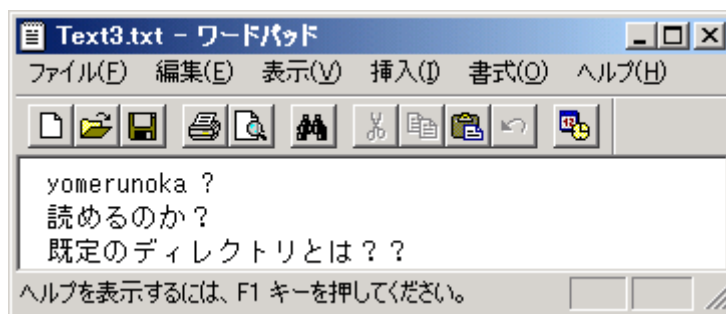 Text3.txt - ワードパッド
ファイル(F) 編集(E) 表示(V) 挿入(I) 書式(O) ヘルプ(H)
yomerunoka ?
読めるのか？
既定のディレクトリとは？？
ヘルプを表示するには、F1 キーを押してください。